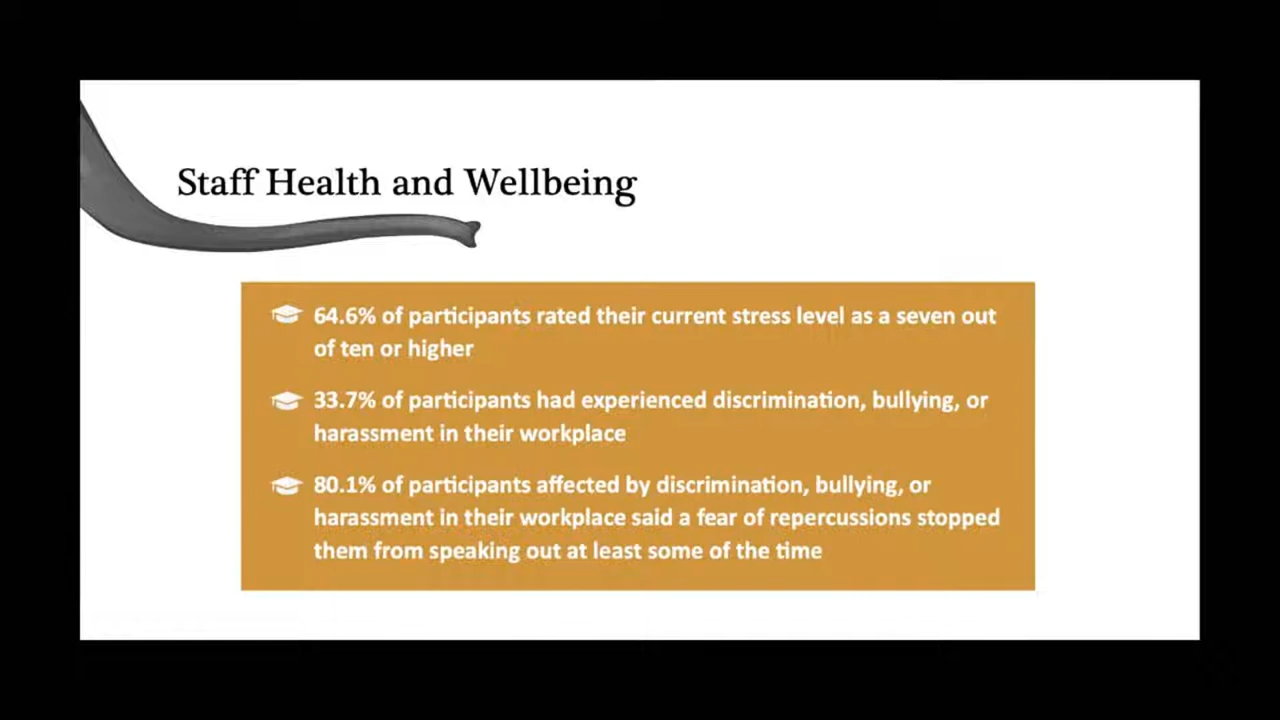 Staff Health and Wellbeing
64.6% of participants rated their current stress level as a seven out
of ten or higher
33.7% of participants had experienced discrimination, bullying, or
harassment in their workplace
80.1% of participants affected by discrimination, bullying, or
harassment in their workplace said a fear of repercussions stopped
them from speaking out at least some of the time